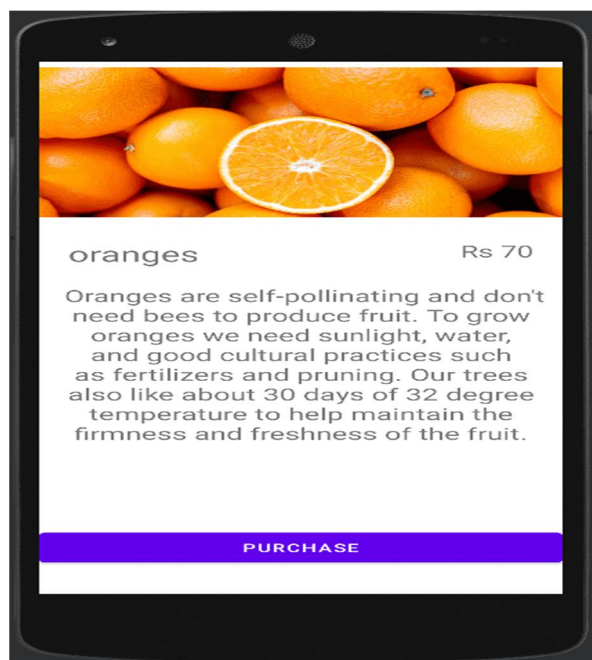 oranges
Rs 70
Oranges are self-pollinating and don't
need bees to produce fruit. To grow
oranges we need sunlight, water,
and good cultural practices such
as fertilizers and pruning. Our trees
also like about 30 days of 32 degree
temperature to help maintain the
firmness and freshness of the fruit.
PURCHASE